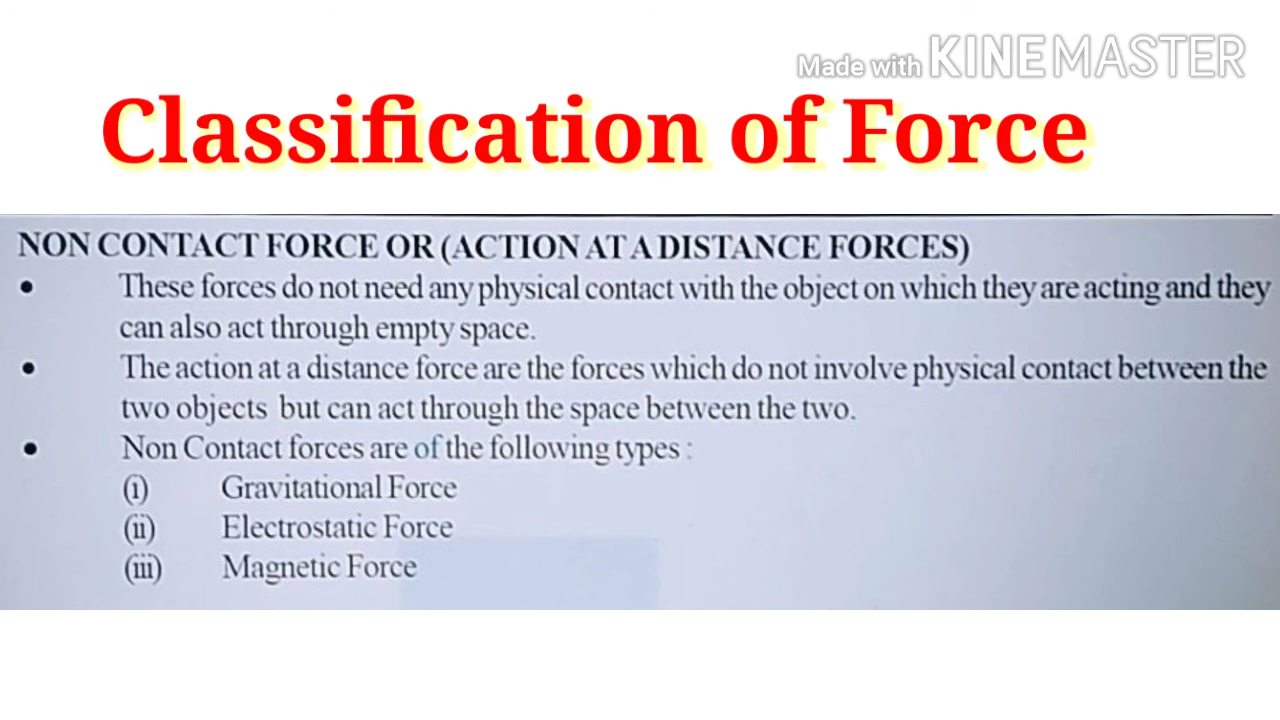 Made with KINEMASTER
Classification of Force
NON CONTACT FORCE OR (ACTION AT A DISTANCE FORCES)
• These forces do not need any physical contact with the object on which they are acting and they
can also act through empty space.
• The action at a distance force are the forces which do not involve physical contact between the
two objects but can act through the space between the two.
• Non Contact forces are of the following types :
(i) Gravitational Force
(ii) Electrostatic Force
(iii) Magnetic Force